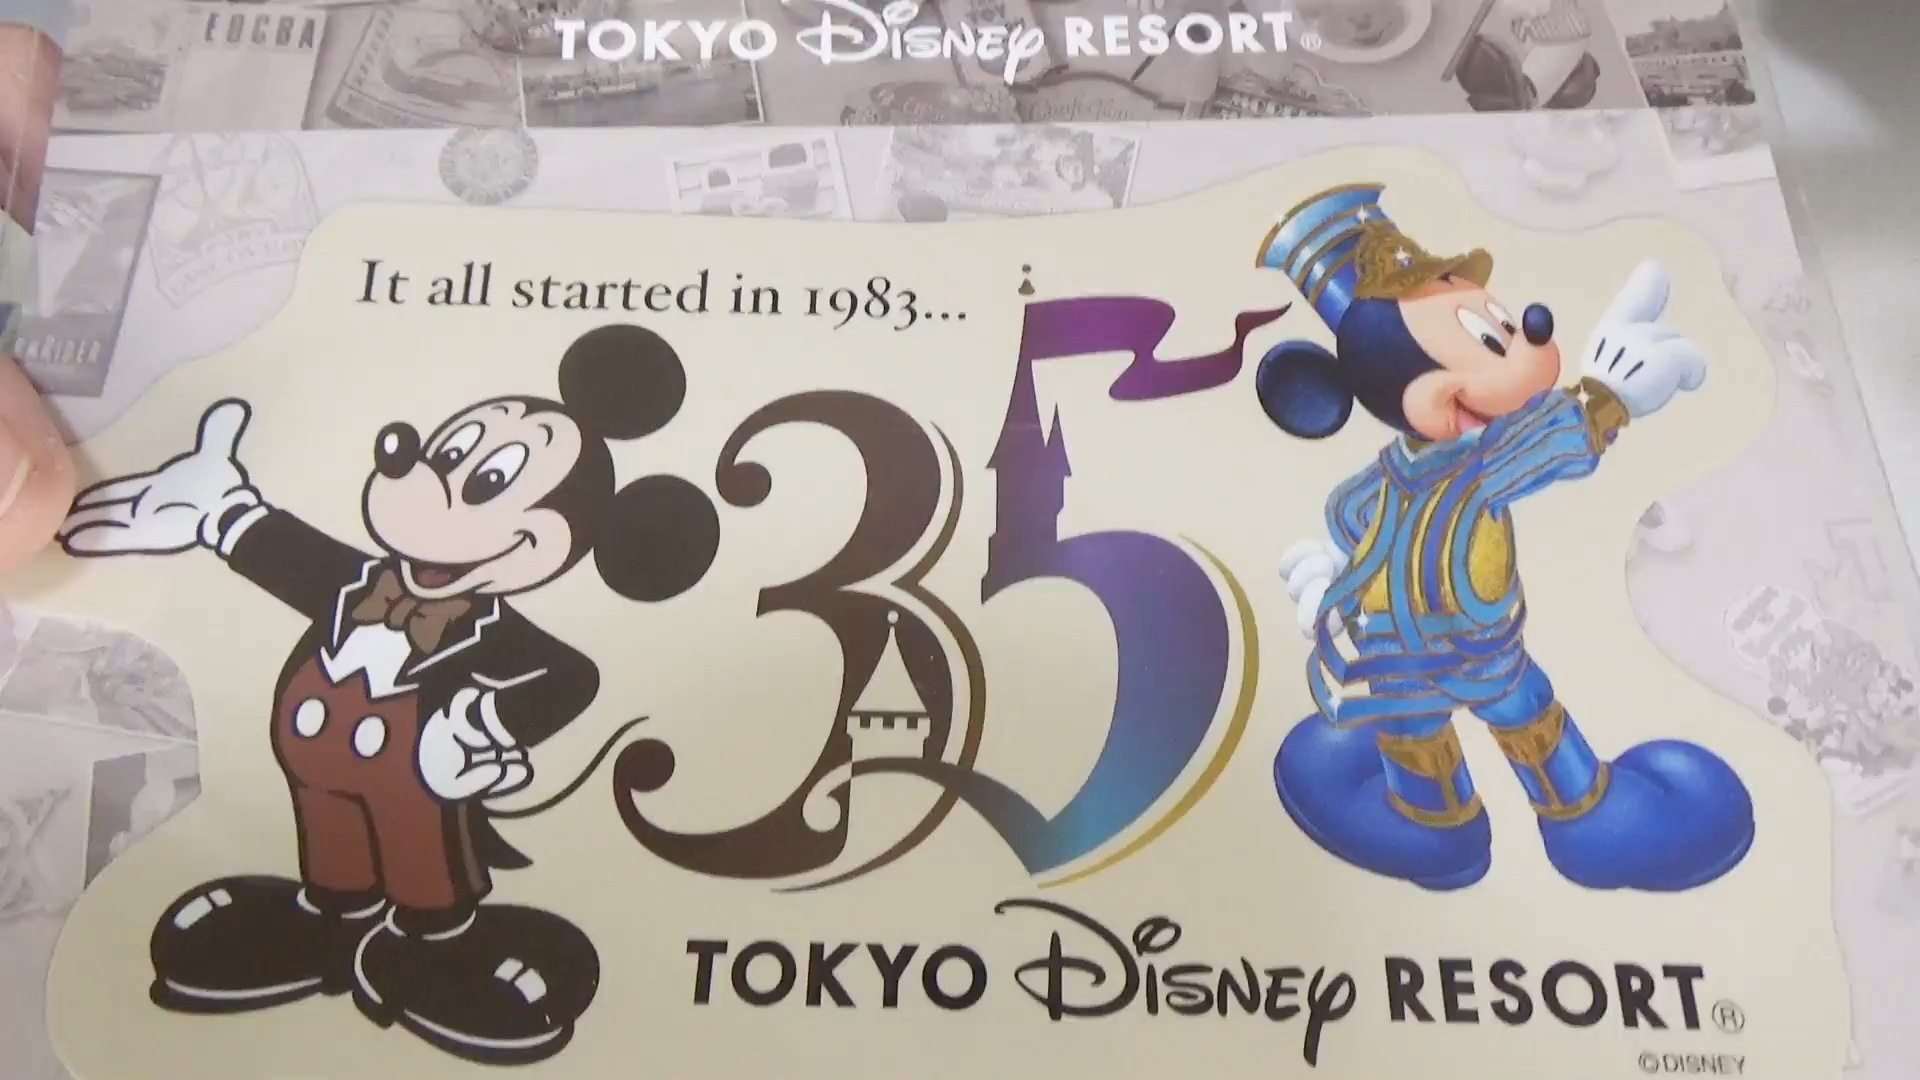 TOKYO Disney RESORT®
It all started in 1983...
35
TOKYO Disney RESORT®
©DISNEY